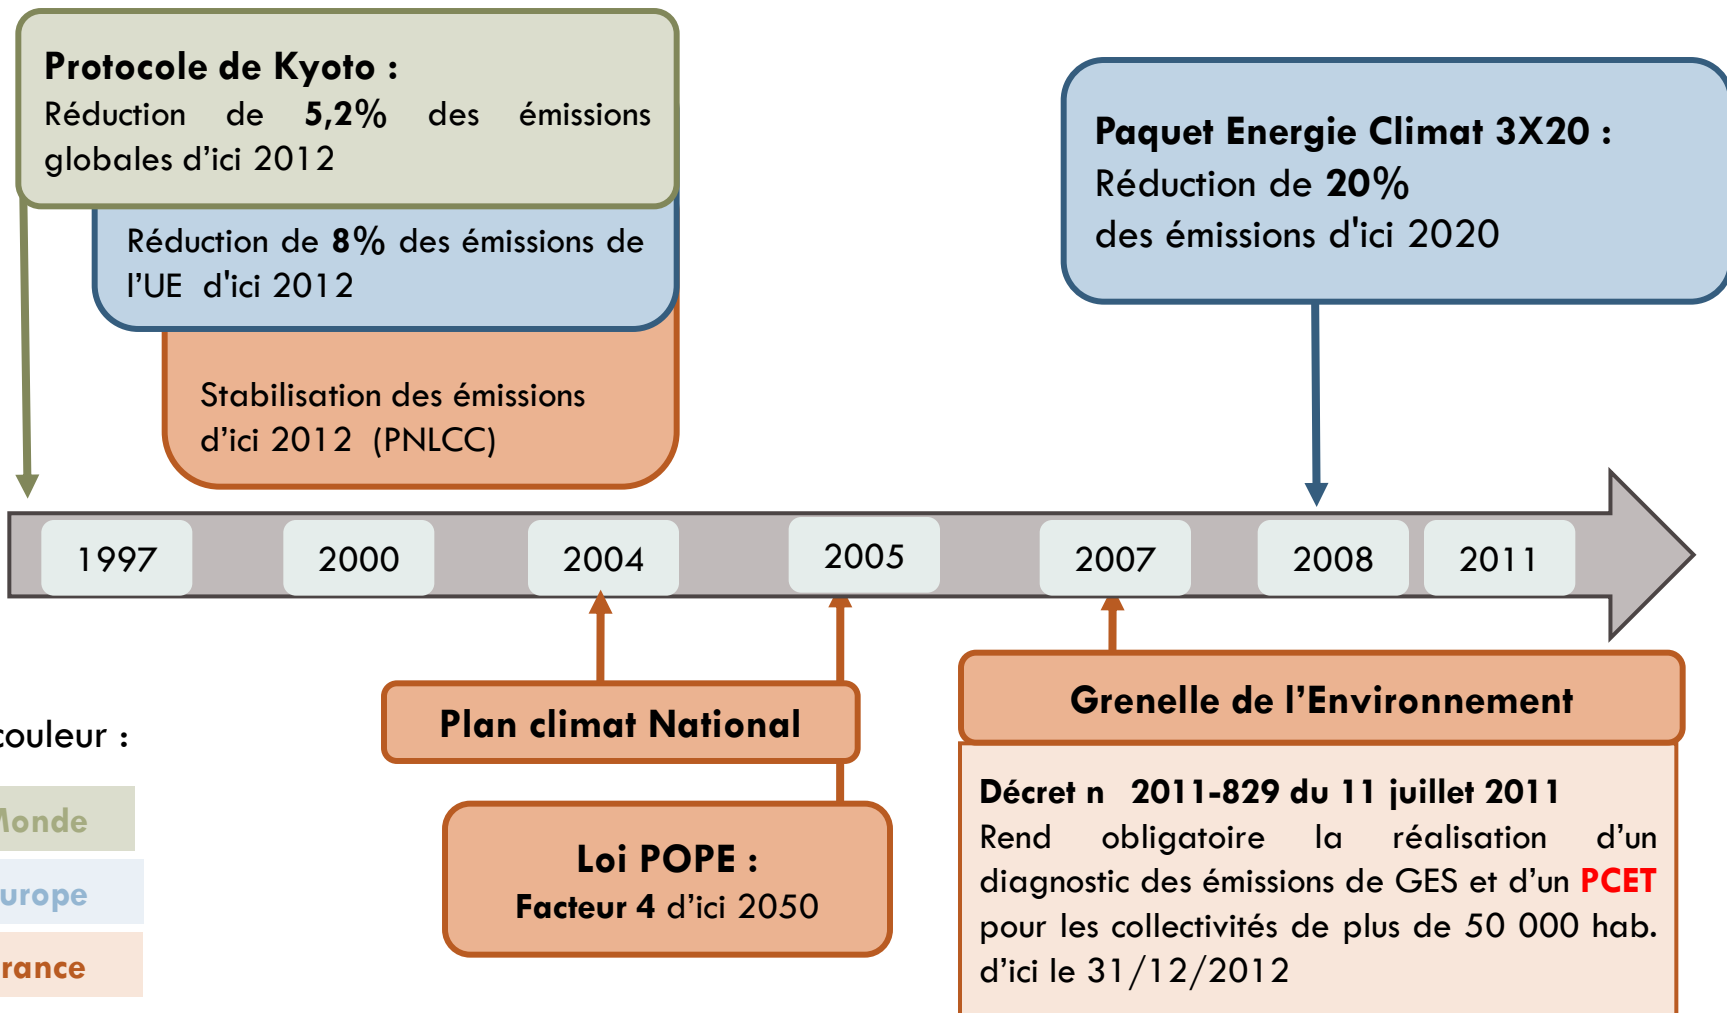 Protocole de Kyoto :
Réduction de 5,2% des émissions
globales d’ici 2012
Réduction de 8% des émissions de
l’UE d'ici 2012
Stabilisation des émissions
d’ici 2012 (PNLCC)
Paquet Energie Climat 3X20 :
Réduction de 20%
des émissions d'ici 2020
1997
2000
2004
2005
2007
2008
2011
Plan climat National
Loi POPE :
Facteur 4 d’ici 2050
Grenelle de l’Environnement
Décret n 2011-829 du 11 juillet 2011
Rend obligatoire la réalisation d’un
diagnostic des émissions de GES et d’un PCET
pour les collectivités de plus de 50 000 hab.
d’ici le 31/12/2012
couleur :
Monde
urope
rance